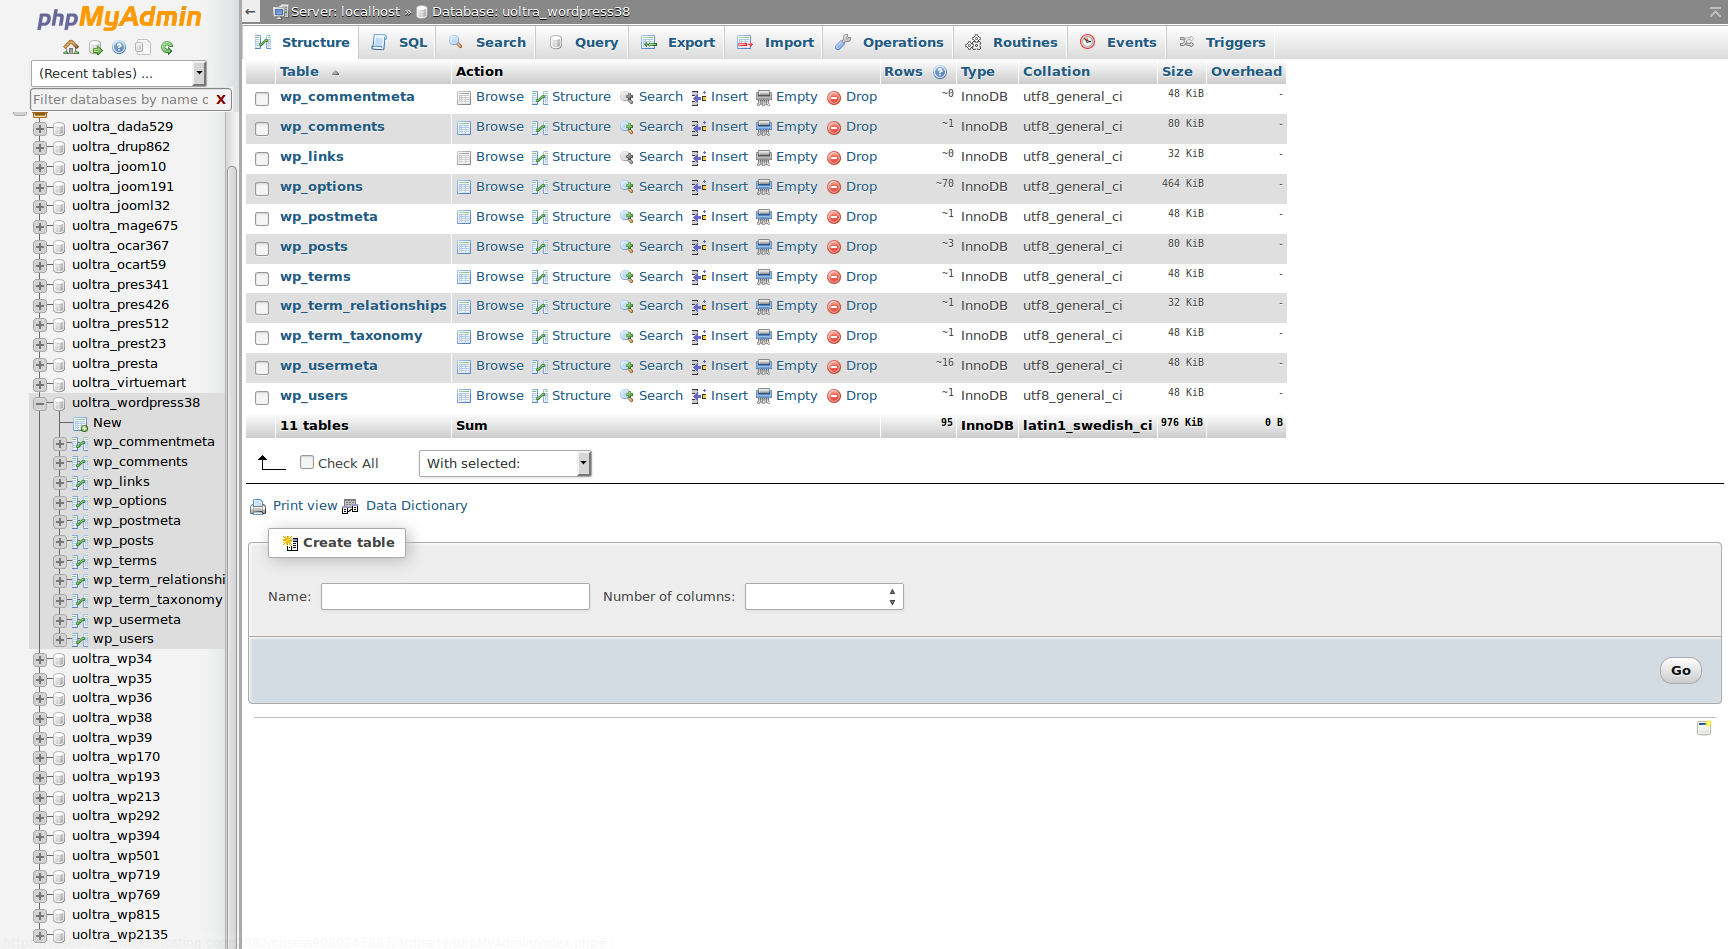 phpMyAdmin
(Recent tables) ...
Filter databases by name o X
uoltra_dada529
uoltra_drup862
uoltra_joom10
uoltra_joom191
uoltra_jooml32
uoltra_mage675
uoltra_ocar367
uoltra_ocart59
uoltra_pres341
uoltra_pres426
uoltra_pres512
uoltra_prest23
uoltra_presta
uoltra_virtuemart
uoltra_wordpress38
New
wp_commentmeta
wp_comments
wp_links
wp_options
wp_postmeta
wp_posts
wp_terms
wp_term_relationshi
wp_term_taxonomy
wp_usermeta
wp_users
uoltra_wp34
uoltra_wp35
uoltra_wp36
uoltra_wp38
uoltra_wp39
uoltra_wp170
uoltra_wp193
uoltra_wp213
uoltra_wp292
uoltra_wp394
uoltra_wp501
uoltra_wp719
uoltra_wp769
uoltra_wp815
uoltra_wp2135
Server: localhost » Database: uoltra_wordpress38
Structure SQL Search Query Export Import Operations Routines Events Triggers
Table Action Rows Type Collation Size Overhead
wp_commentmeta Browse Structure Search Insert Empty Drop ~0 InnoDB utf8_general_ci 48 KiB -
wp_comments Browse Structure Search Insert Empty Drop ~1 InnoDB utf8_general_ci 80 KiB -
wp_links Browse Structure Search Insert Empty Drop ~0 InnoDB utf8_general_ci 32 KiB -
wp_options Browse Structure Search Insert Empty Drop ~70 InnoDB utf8_general_ci 464 KiB -
wp_postmeta Browse Structure Search Insert Empty Drop ~1 InnoDB utf8_general_ci 48 KiB -
wp_posts Browse Structure Search Insert Empty Drop ~3 InnoDB utf8_general_ci 80 KiB -
wp_terms Browse Structure Search Insert Empty Drop ~1 InnoDB utf8_general_ci 48 KiB -
wp_term_relationships Browse Structure Search Insert Empty Drop ~1 InnoDB utf8_general_ci 32 KiB -
wp_term_taxonomy Browse Structure Search Insert Empty Drop ~1 InnoDB utf8_general_ci 48 KiB -
wp_usermeta Browse Structure Search Insert Empty Drop ~16 InnoDB utf8_general_ci 48 KiB -
wp_users Browse Structure Search Insert Empty Drop ~1 InnoDB utf8_general_ci 48 KiB -
11 tables Sum 95 InnoDB latin1_swedish_ci 976 KiB 0 B
Check All With selected:
Print view Data Dictionary
Create table
Name: Number of columns:
Go